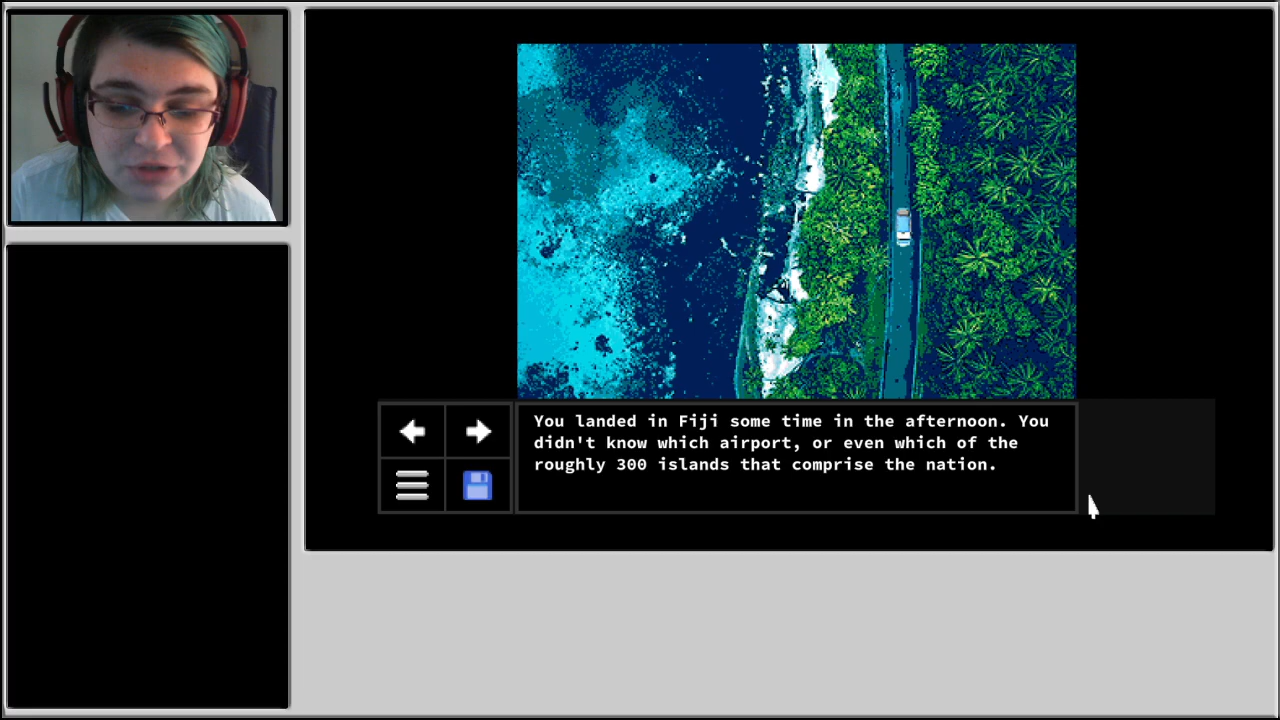 You landed in Fiji some time in the afternoon. You
didn't know which airport, or even which of the
roughly 300 islands that comprise the nation.